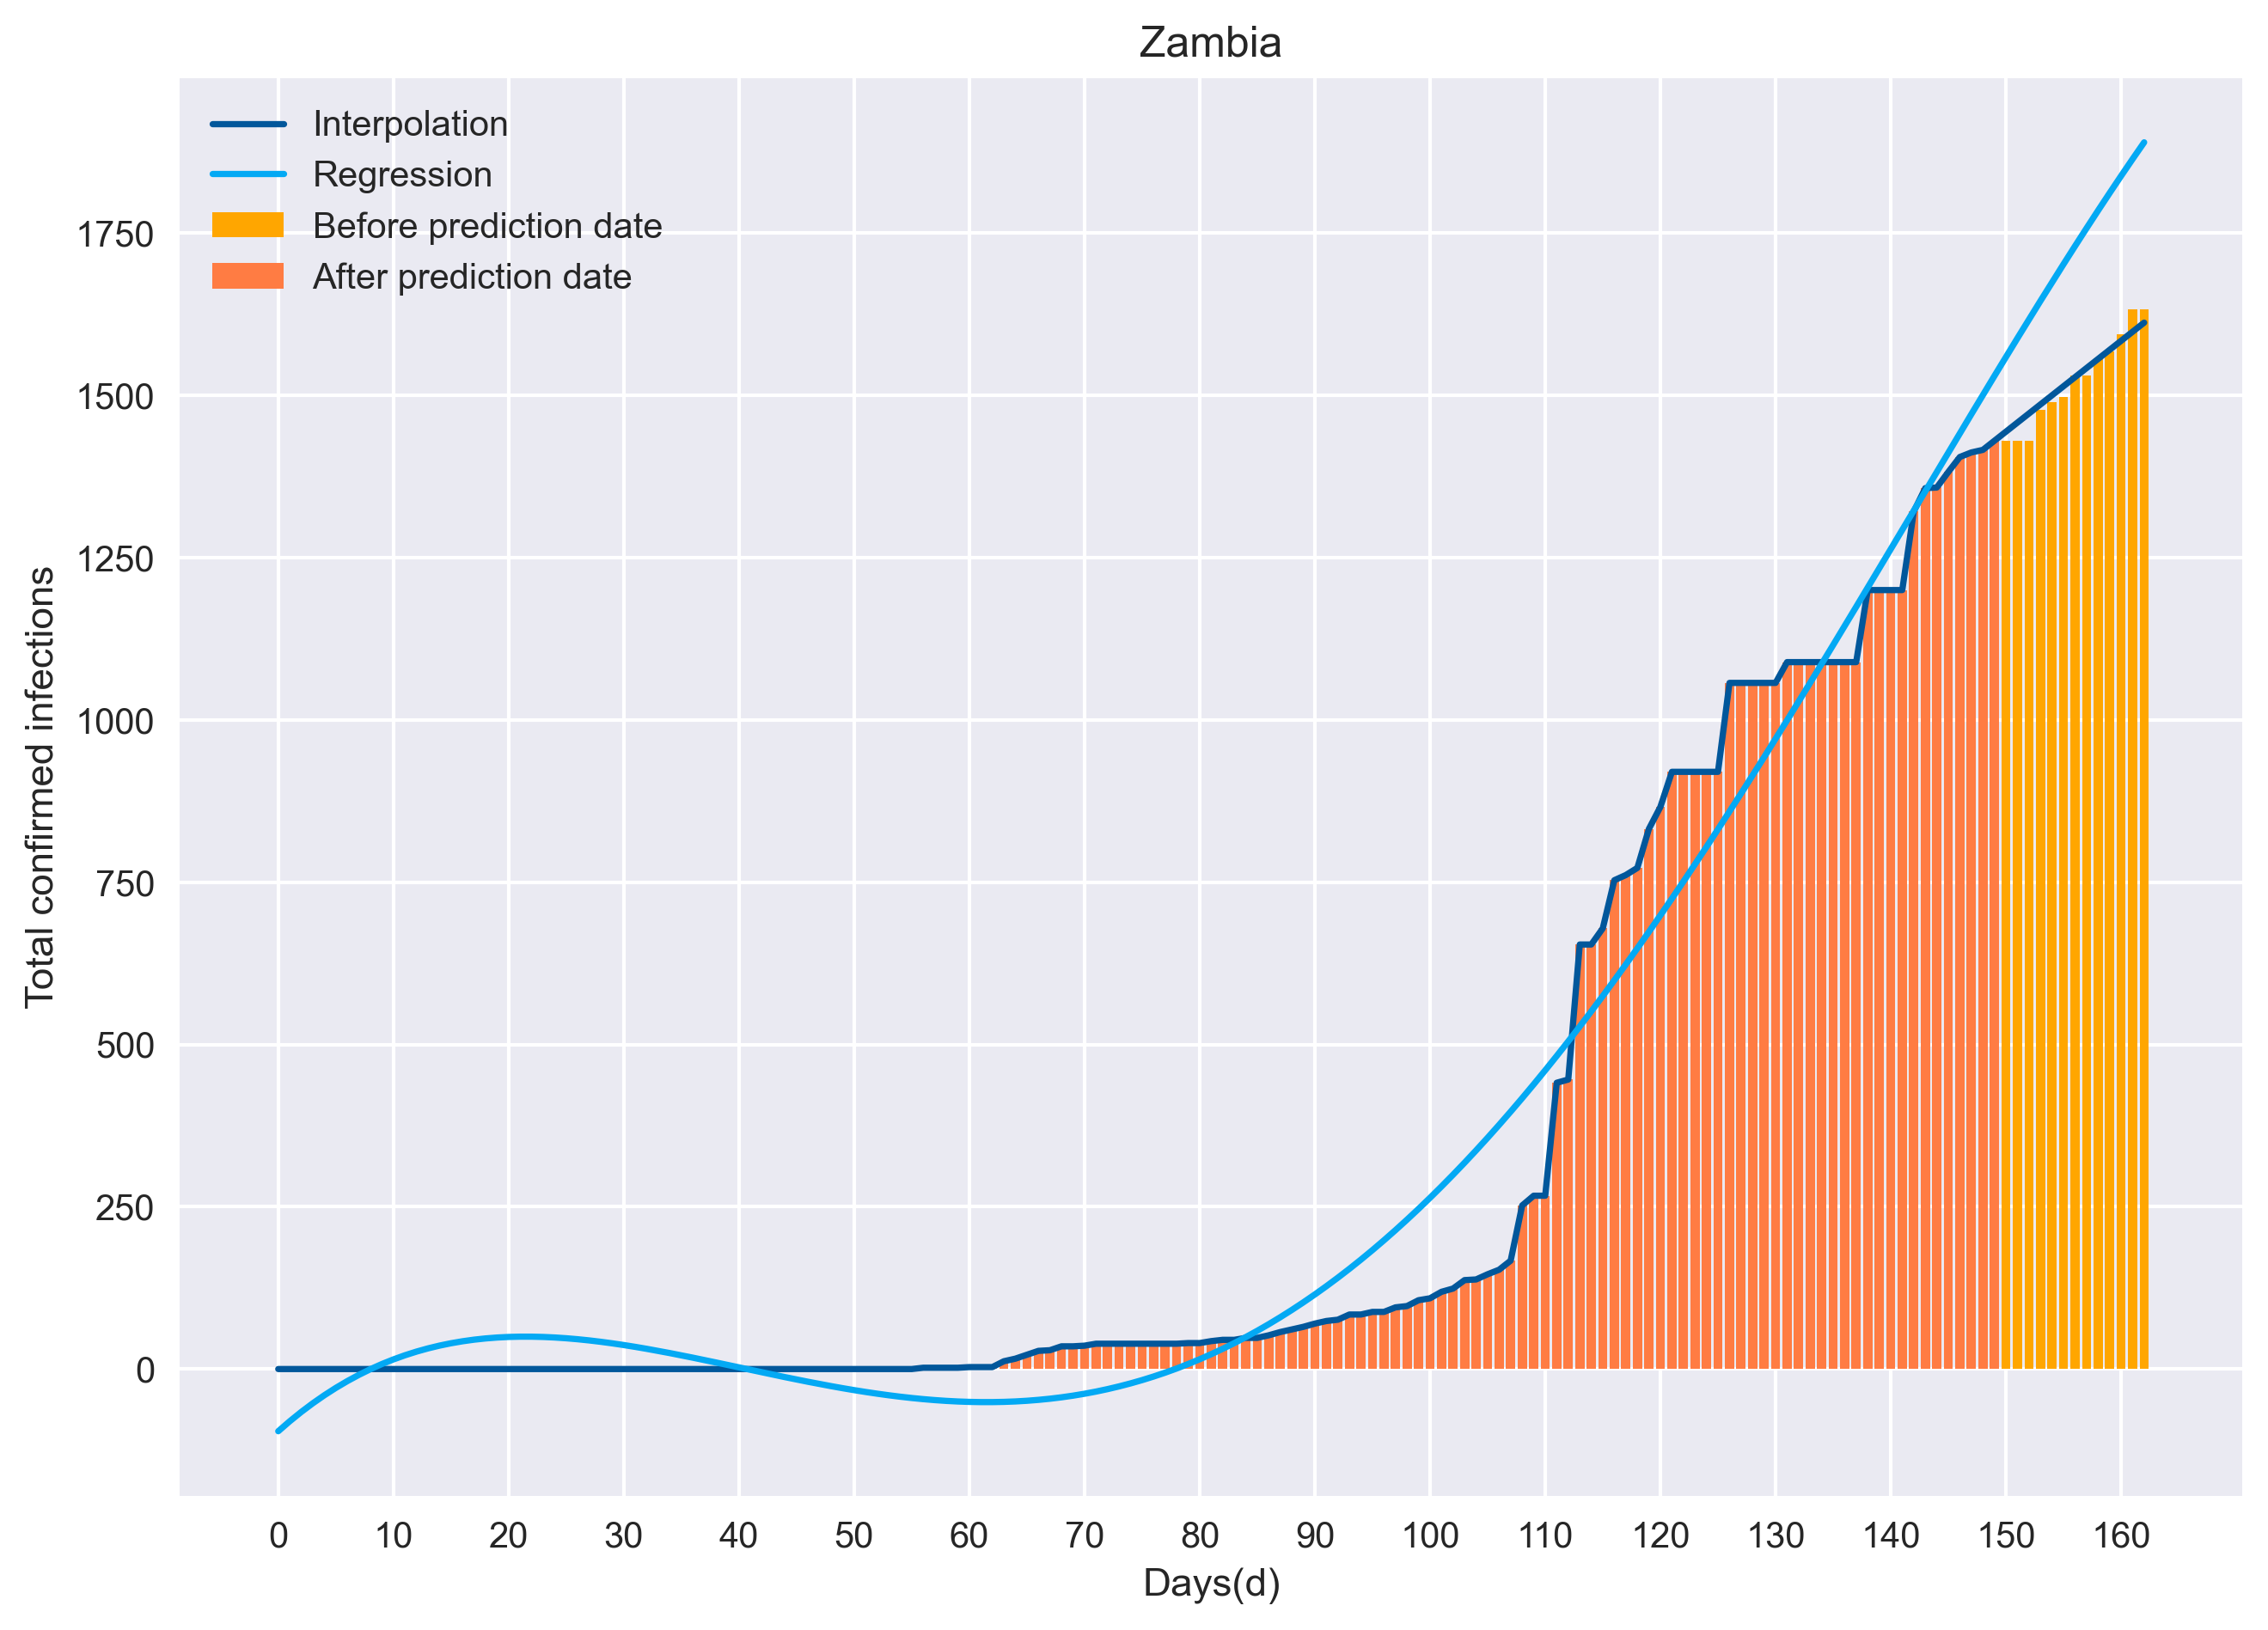 Zambia
Interpolation
Regression
Before prediction date
After prediction date
1750
1500
1250
1000
750
500
250
0
Total confirmed infections
0 10 20 30 40 50 60 70 80 90 100 110 120 130 140 150 160
Days(d)